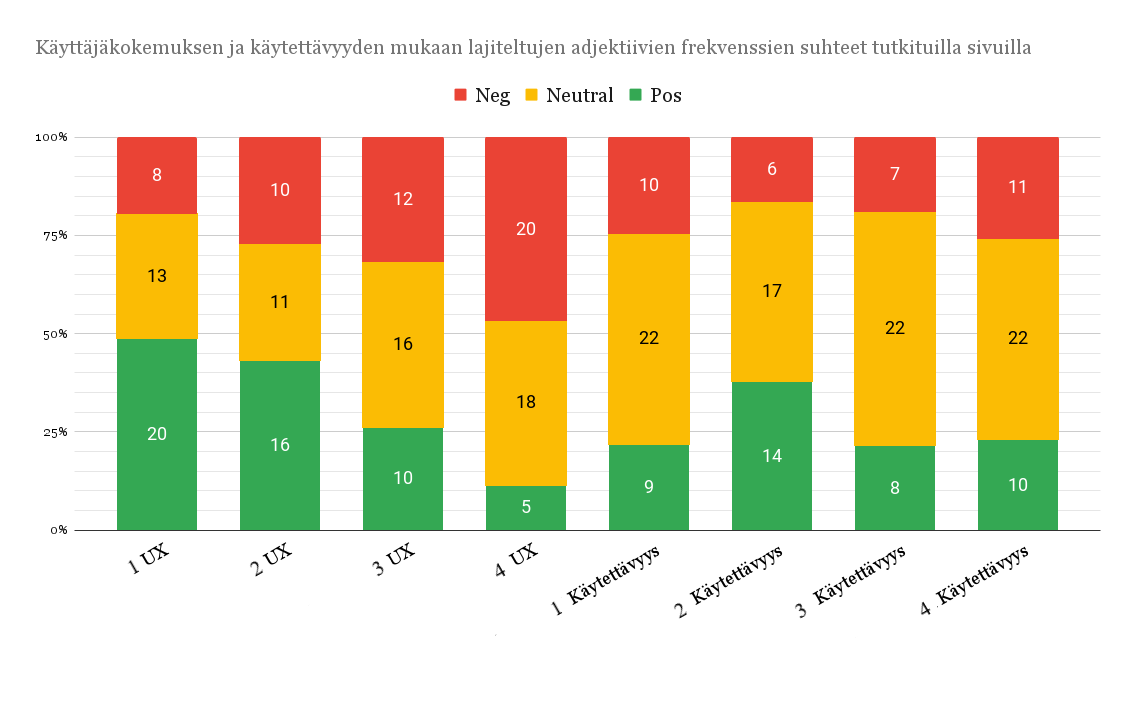 Käyttäjäkokemuksen ja käytettävyyden mukaan lajiteltujen adjektiivien frekvenssien suhteet tutkituilla sivuilla
Neg Neutral Pos
100%
75%
50%
25%
0%
8 10 12 20 10 6 7 11
13 11 16 18 22 17 22 22
20 16 10 5 9 14 8 10
1 UX
2 UX
3 UX
4 UX
1 Käytettävyys
2 Käytettävyys
3 Käytettävyys
4 Käytettävyys